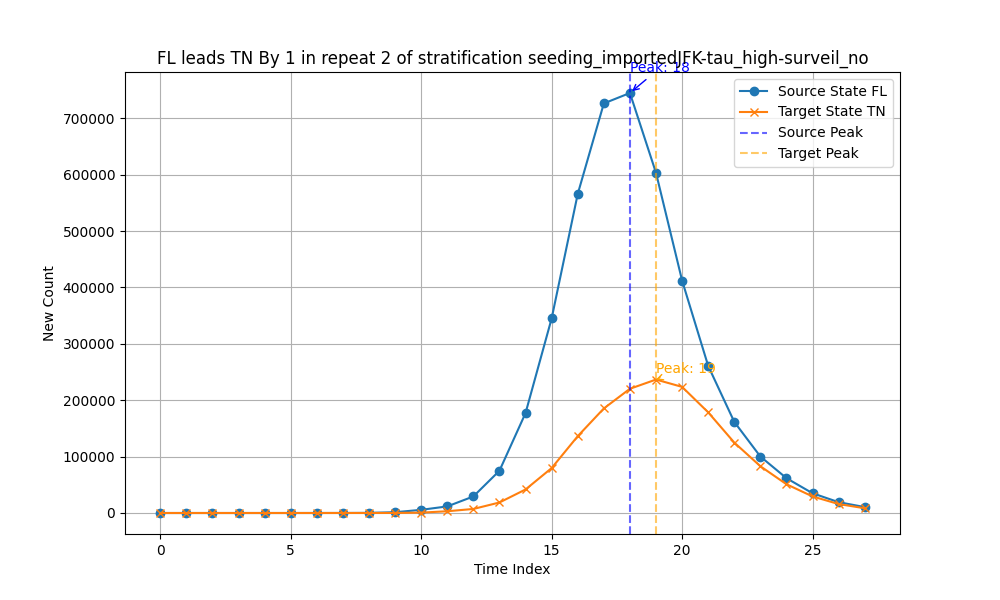 FL leads TN By 1 in repeat 2 of stratification seeding_importedJFK-tau_high-surveil_no
Peak: 18
Source State FL
Target State TN
Source Peak
Target Peak
700000
600000
500000
400000
300000
200000
100000
0
New Count
Peak: 19
0 5 10 15 20 25
Time Index